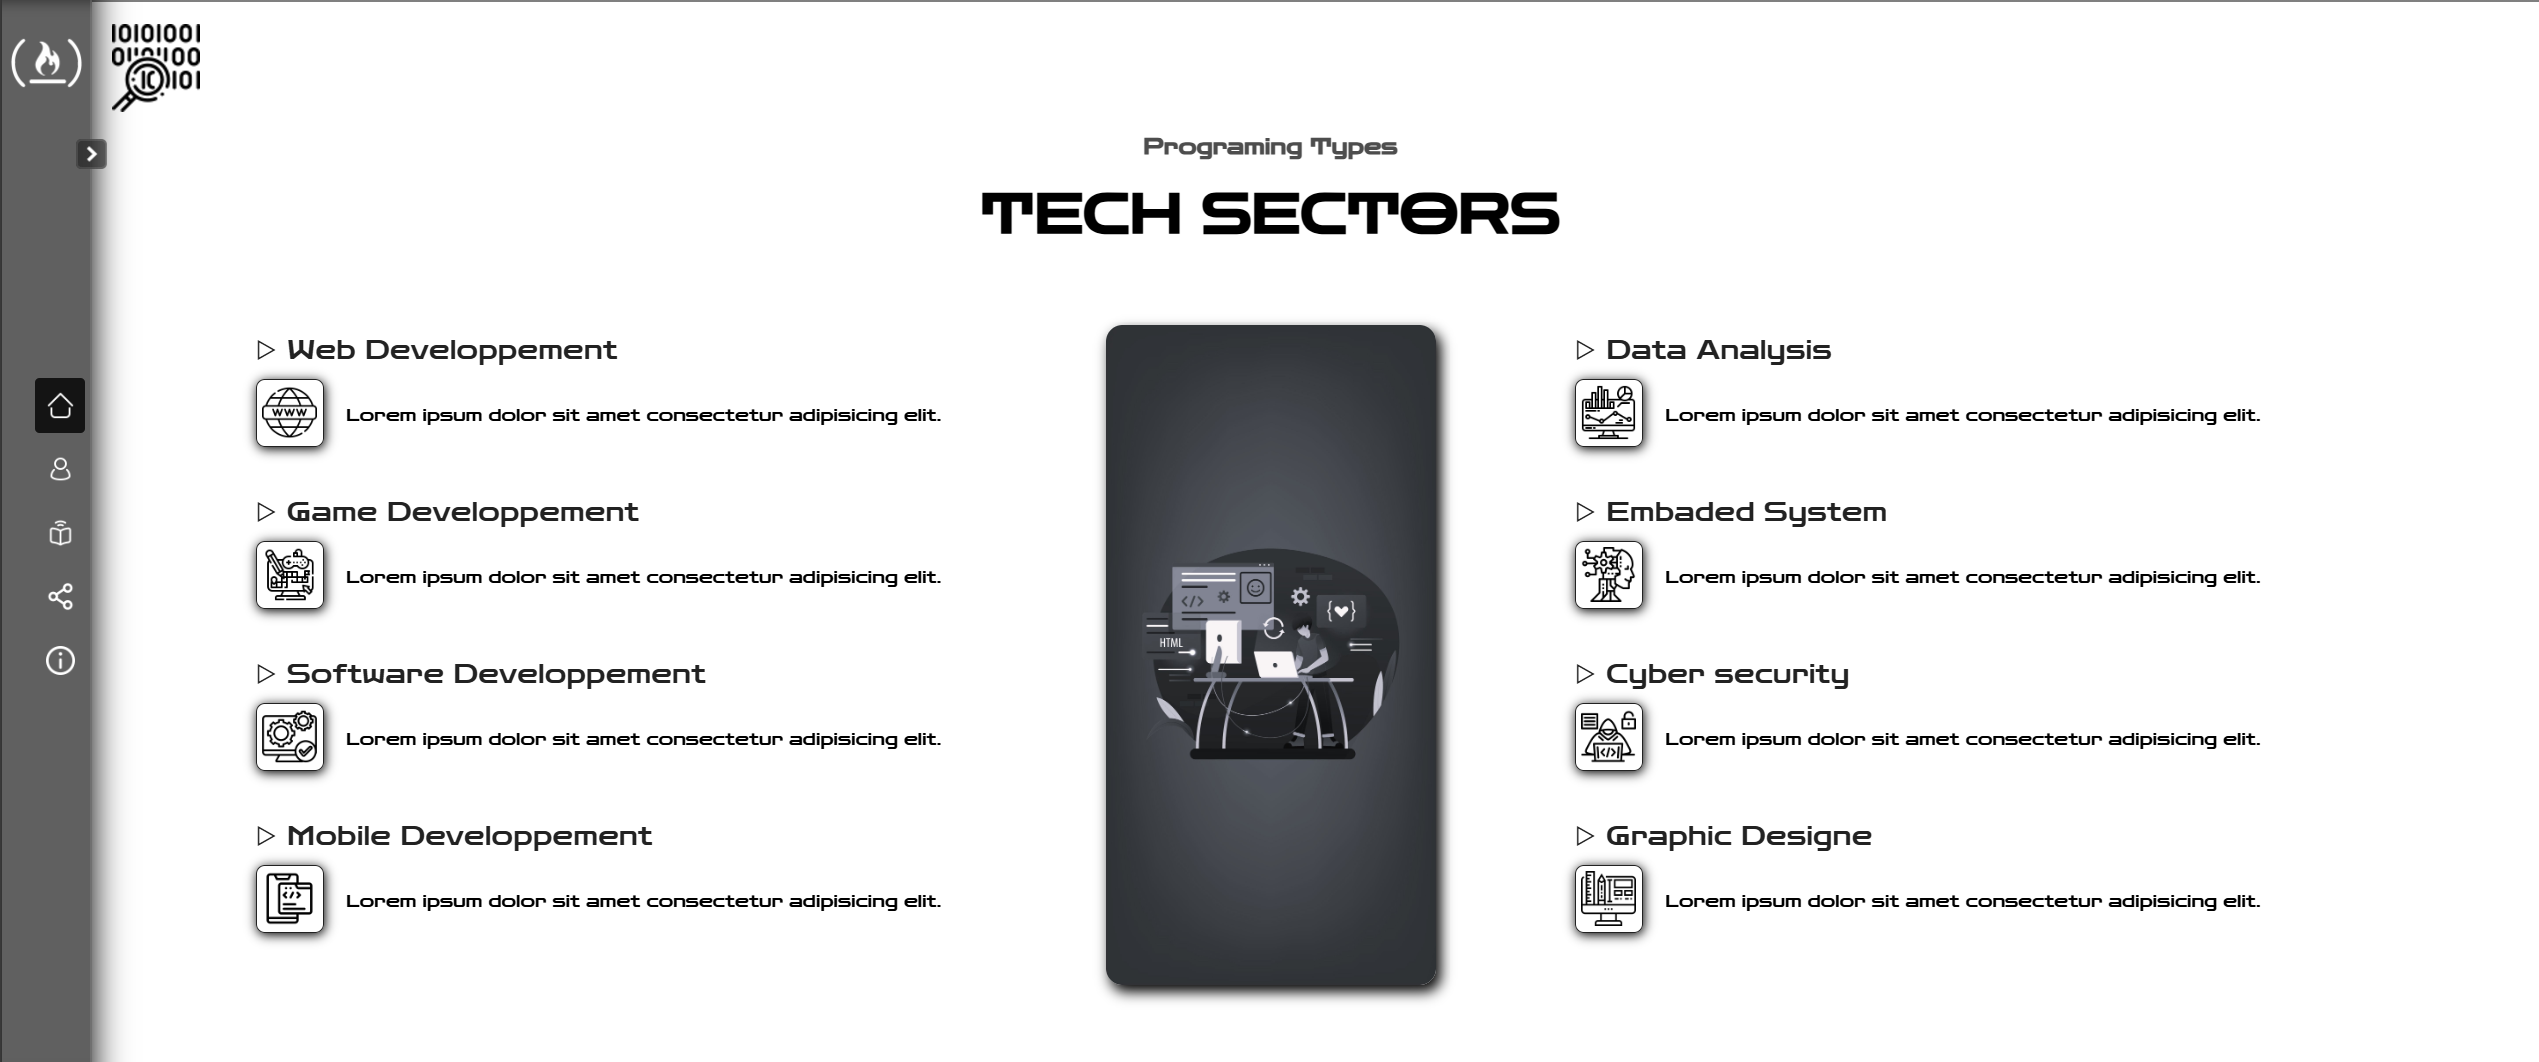 10101001
Programing Types
TECH SECTORS
▷ Web Developpement
WWW
Lorem ipsum dolor sit amet consectetur adipisicing elit.
▷ Game Developpement
Lorem ipsum dolor sit amet consectetur adipisicing elit.
▷ Software Developpement
Lorem ipsum dolor sit amet consectetur adipisicing elit.
▷ Mobile Developpement
</>
Lorem ipsum dolor sit amet consectetur adipisicing elit.
</>
{♥}
HTML
▷ Data Analysis
Lorem ipsum dolor sit amet consectetur adipisicing elit.
▷ Embaded System
Lorem ipsum dolor sit amet consectetur adipisicing elit.
▷ Cyber security
</>
Lorem ipsum dolor sit amet consectetur adipisicing elit.
▷ Graphic Designe
Lorem ipsum dolor sit amet consectetur adipisicing elit.